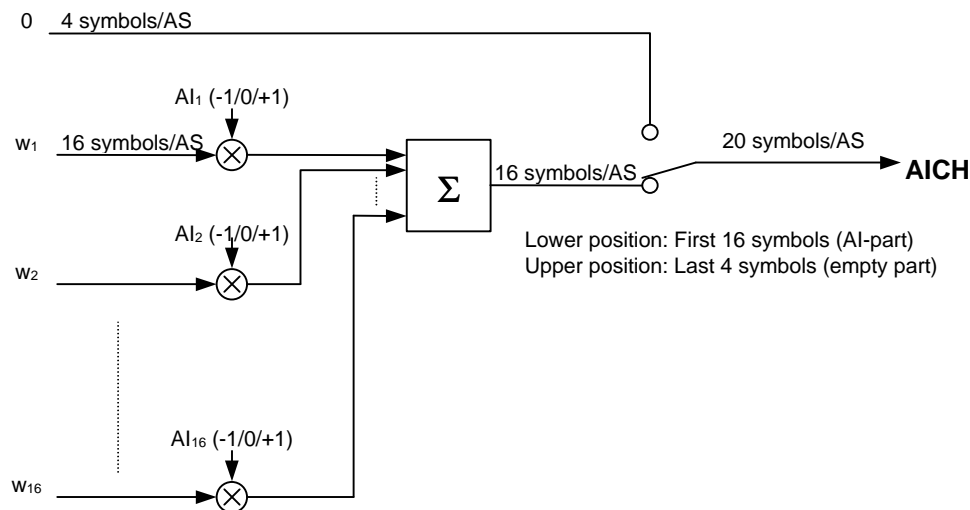 0 4 symbols/AS
AI1 (-1/0/+1)
w1 16 symbols/AS
20 symbols/AS
AICH
Σ
16 symbols/AS
AI2 (-1/0/+1)
w2
Lower position: First 16 symbols (AI-part)
Upper position: Last 4 symbols (empty part)
AI16 (-1/0/+1)
w16